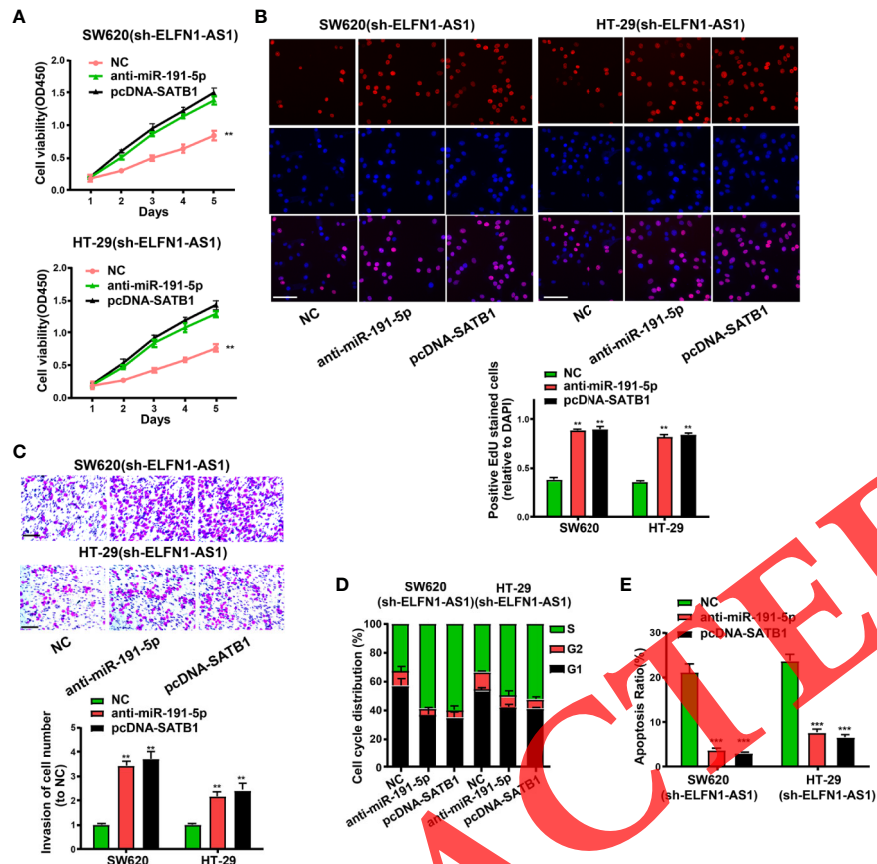 A
SW620(sh-ELFN1-AS1)
NC
anti-miR-191-5p
pcDNA-SATB1
Cell viability(OD450)
2.0
1.5
1.0
0.5
0.0
1 2 3 4 5
Days
**
HT-29(sh-ELFN1-AS1)
NC
anti-miR-191-5p
pcDNA-SATB1
Cell viability(OD450)
2.0
1.5
1.0
0.5
0.0
1 2 3 4 5
Days
**
B
SW620(sh-ELFN1-AS1)
HT-29(sh-ELFN1-AS1)
NC
anti-miR-191-5p
pcDNA-SATB1
NC
anti-miR-191-5p
pcDNA-SATB1
NC
anti-miR-191-5p
pcDNA-SATB1
Positive EdU stained cells
(relative to DAPI)
1.0
0.5
0.0
** ** ** **
SW620 HT-29
C
SW620(sh-ELFN1-AS1)
HT-29(sh-ELFN1-AS1)
NC
anti-miR-191-5p
pcDNA-SATB1
NC
anti-miR-191-5p
pcDNA-SATB1
Invasion of cell number
(to NC)
5
4
3
2
1
0
** ** ** **
SW620 HT-29
D
SW620 HT-29
(sh-ELFN1-AS1)(sh-ELFN1-AS1)
S
G2
G1
Cell cycle distribution (%)
100
80
60
40
20
0
NC
anti-miR-191-5p
pcDNA-SATB1
NC
anti-miR-191-5p
pcDNA-SATB1
E
NC
anti-miR-191-5p
pcDNA-SATB1
Apoptosis Ratio(%)
30
20
10
0
*** *** *** ***
SW620 HT-29
(sh-ELFN1-AS1) (sh-ELFN1-AS1)
ACTE